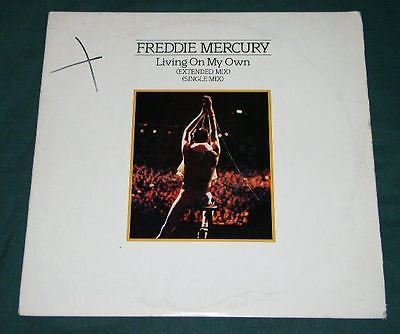 FREDDIE MERCURY
Living On My Own
(EXTENDED MIX)
(SINGLE MIX)